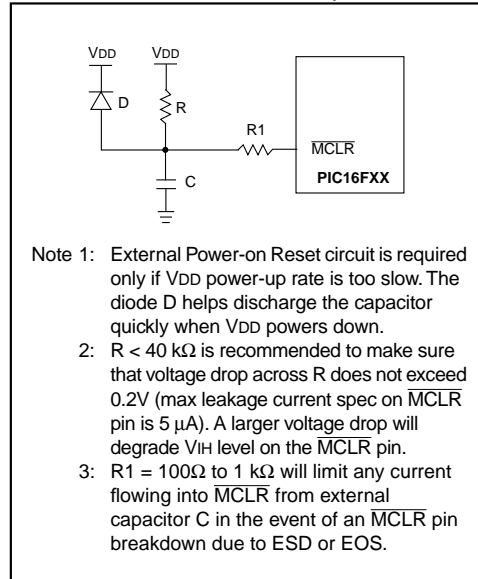 VDD VDD
D
R
R1
MCLR
PIC16FXX
C
Note 1: External Power-on Reset circuit is required
only if VDD power-up rate is too slow. The
diode D helps discharge the capacitor
quickly when VDD powers down.
2: R < 40 kΩ is recommended to make sure
that voltage drop across R does not exceed
0.2V (max leakage current spec on MCLR
pin is 5 μA). A larger voltage drop will
degrade VIH level on the MCLR pin.
3: R1 = 100Ω to 1 kΩ will limit any current
flowing into MCLR from external
capacitor C in the event of an MCLR pin
breakdown due to ESD or EOS.